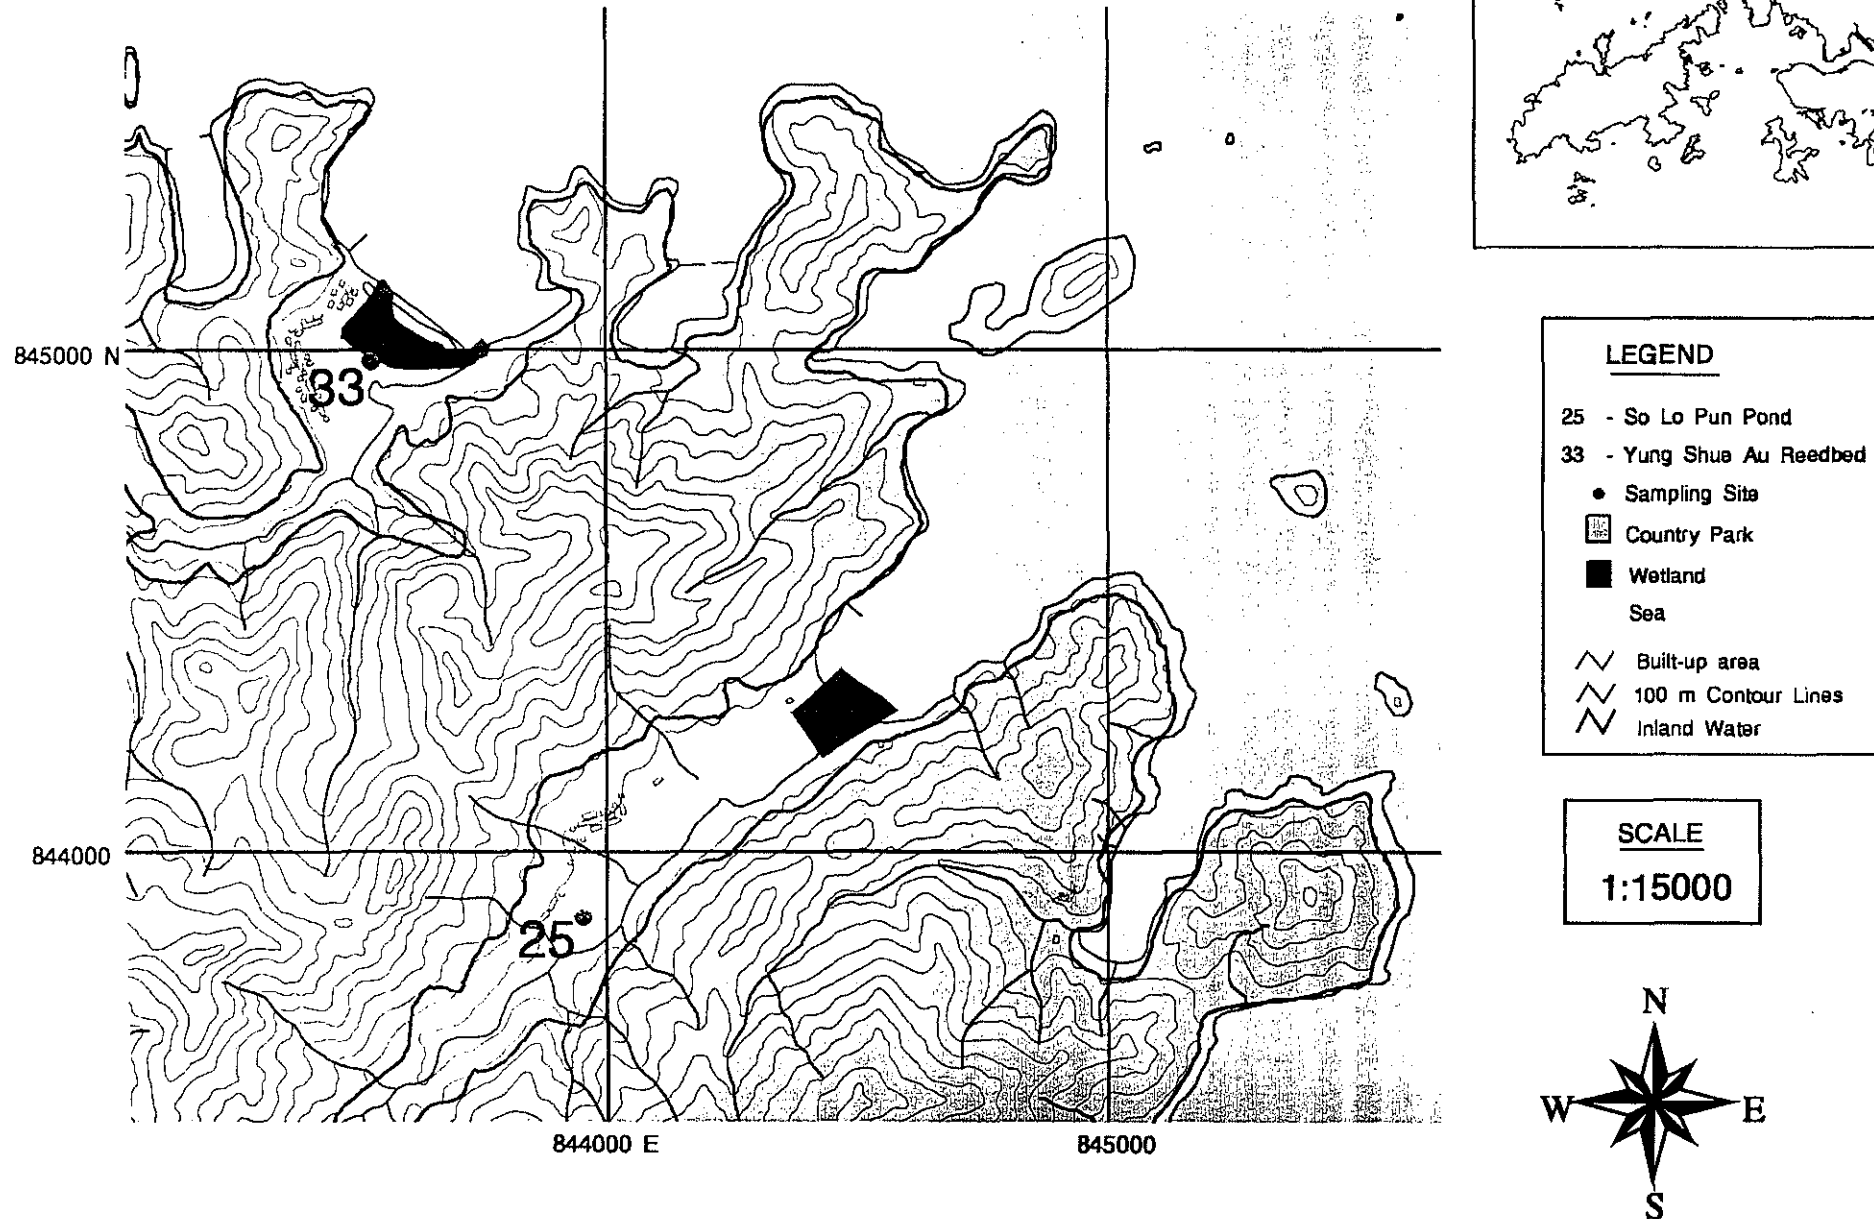 845000 N
33
844000
25
844000 E
845000
LEGEND
25 - So Lo Pun Pond
33 - Yung Shue Au Reedbed
Sampling Site
Country Park
Wetland
Sea
Built-up area
100 m Contour Lines
Inland Water
SCALE
1:15000
N
W E
S